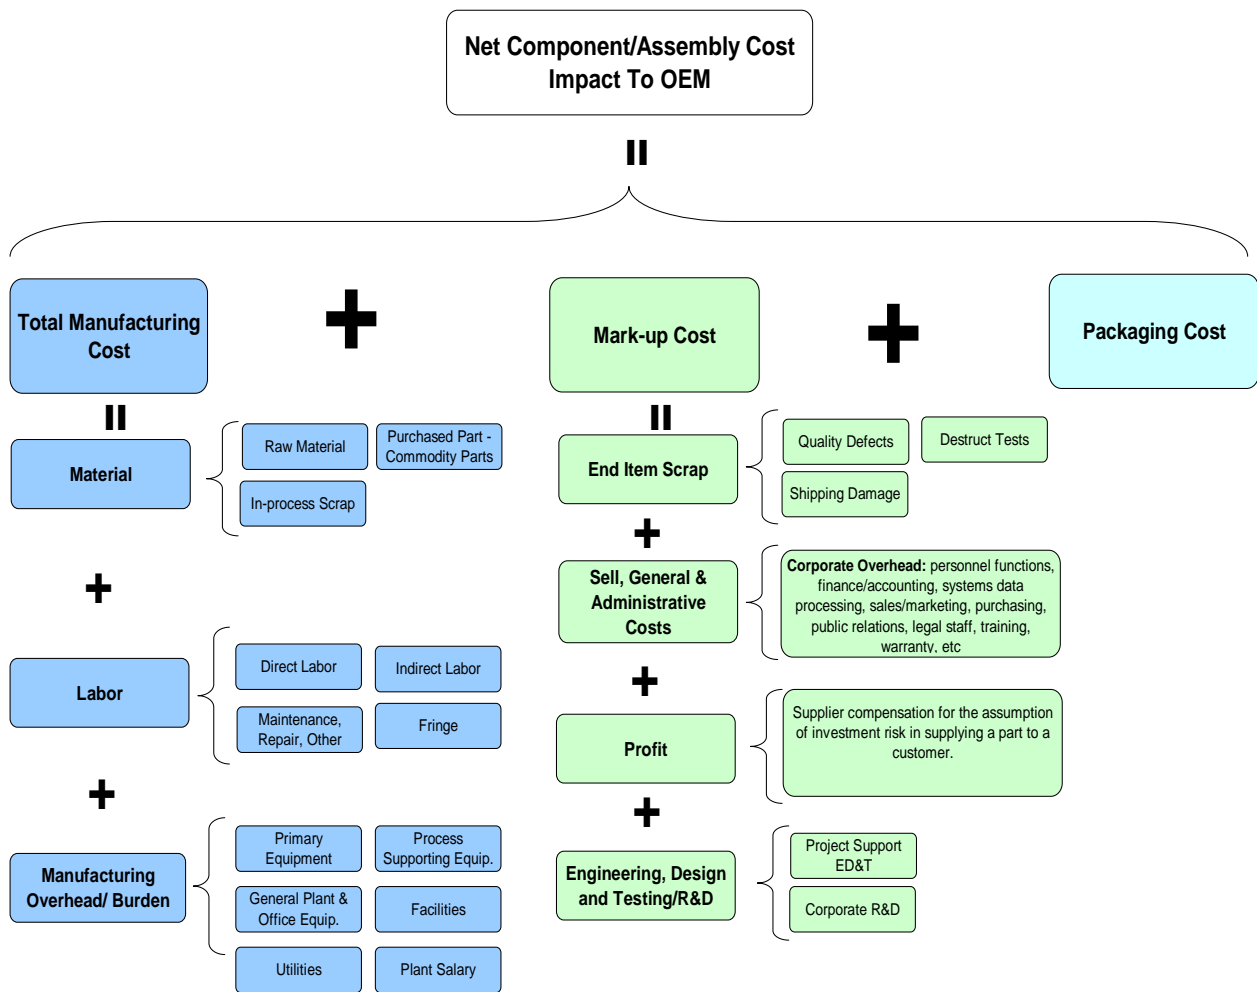 Net Component/Assembly Cost
Impact To OEM
=
Total Manufacturing
Cost
+
Mark-up Cost
+
Packaging Cost
=
Material
Raw Material
Purchased Part -
Commodity Parts
In-process Scrap
+
Labor
Direct Labor
Indirect Labor
Maintenance,
Repair, Other
Fringe
+
Manufacturing
Overhead/ Burden
Primary
Equipment
Process
Supporting Equip.
General Plant &
Office Equip.
Facilities
Utilities
Plant Salary
=
End Item Scrap
Quality Defects
Destruct Tests
Shipping Damage
+
Sell, General &
Administrative
Costs
Corporate Overhead: personnel functions,
finance/accounting, systems data
processing, sales/marketing, purchasing,
public relations, legal staff, training,
warranty, etc
+
Profit
Supplier compensation for the assumption
of investment risk in supplying a part to a
customer.
+
Engineering, Design
and Testing/R&D
Project Support
ED&T
Corporate R&D